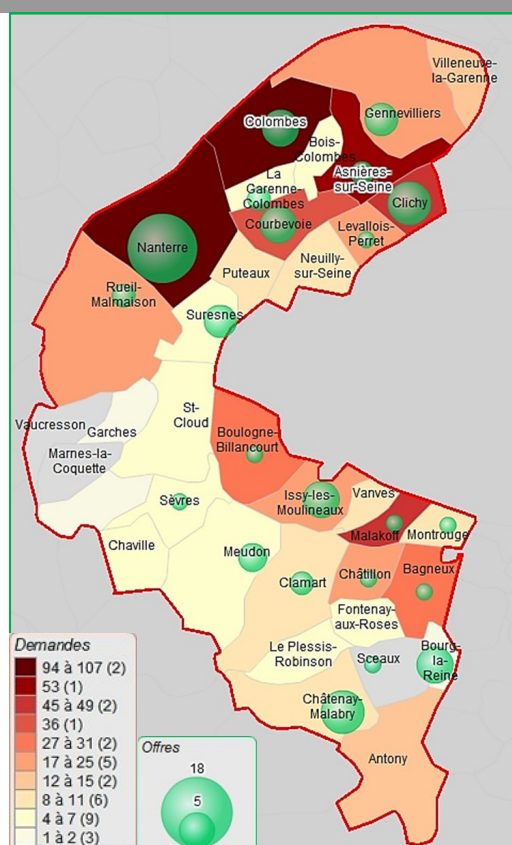 Villeneuve-
la-Garenne
Gennevilliers
Colombes
Bois-
Colombes
Asnières-
sur-Seine
La
Garenne-
Colombes
Clichy
Courbevoie
Levallois-
Perret
Nanterre
Neuilly-
sur-Seine
Puteaux
Rueil-
Malmaison
Suresnes
St-
Cloud
Vaucresson
Garches
Boulogne-
Billancourt
Marnes-la-
Coquette
Sèvres
Issy-les-
Moulineaux
Vanves
Malakoff
Montrouge
Chaville
Meudon
Clamart
Châtillon
Bagneux
Fontenay-
aux-Roses
Le Plessis-
Robinson
Sceaux
Bourg-
la-
Reine
Châtenay-
Malabry
Antony
Demandes
94 à 107 (2)
53 (1)
45 à 49 (2)
36 (1)
27 à 31 (2)
17 à 25 (5)
12 à 15 (2)
8 à 11 (6)
4 à 7 (9)
1 à 2 (3)
Offres
18
5